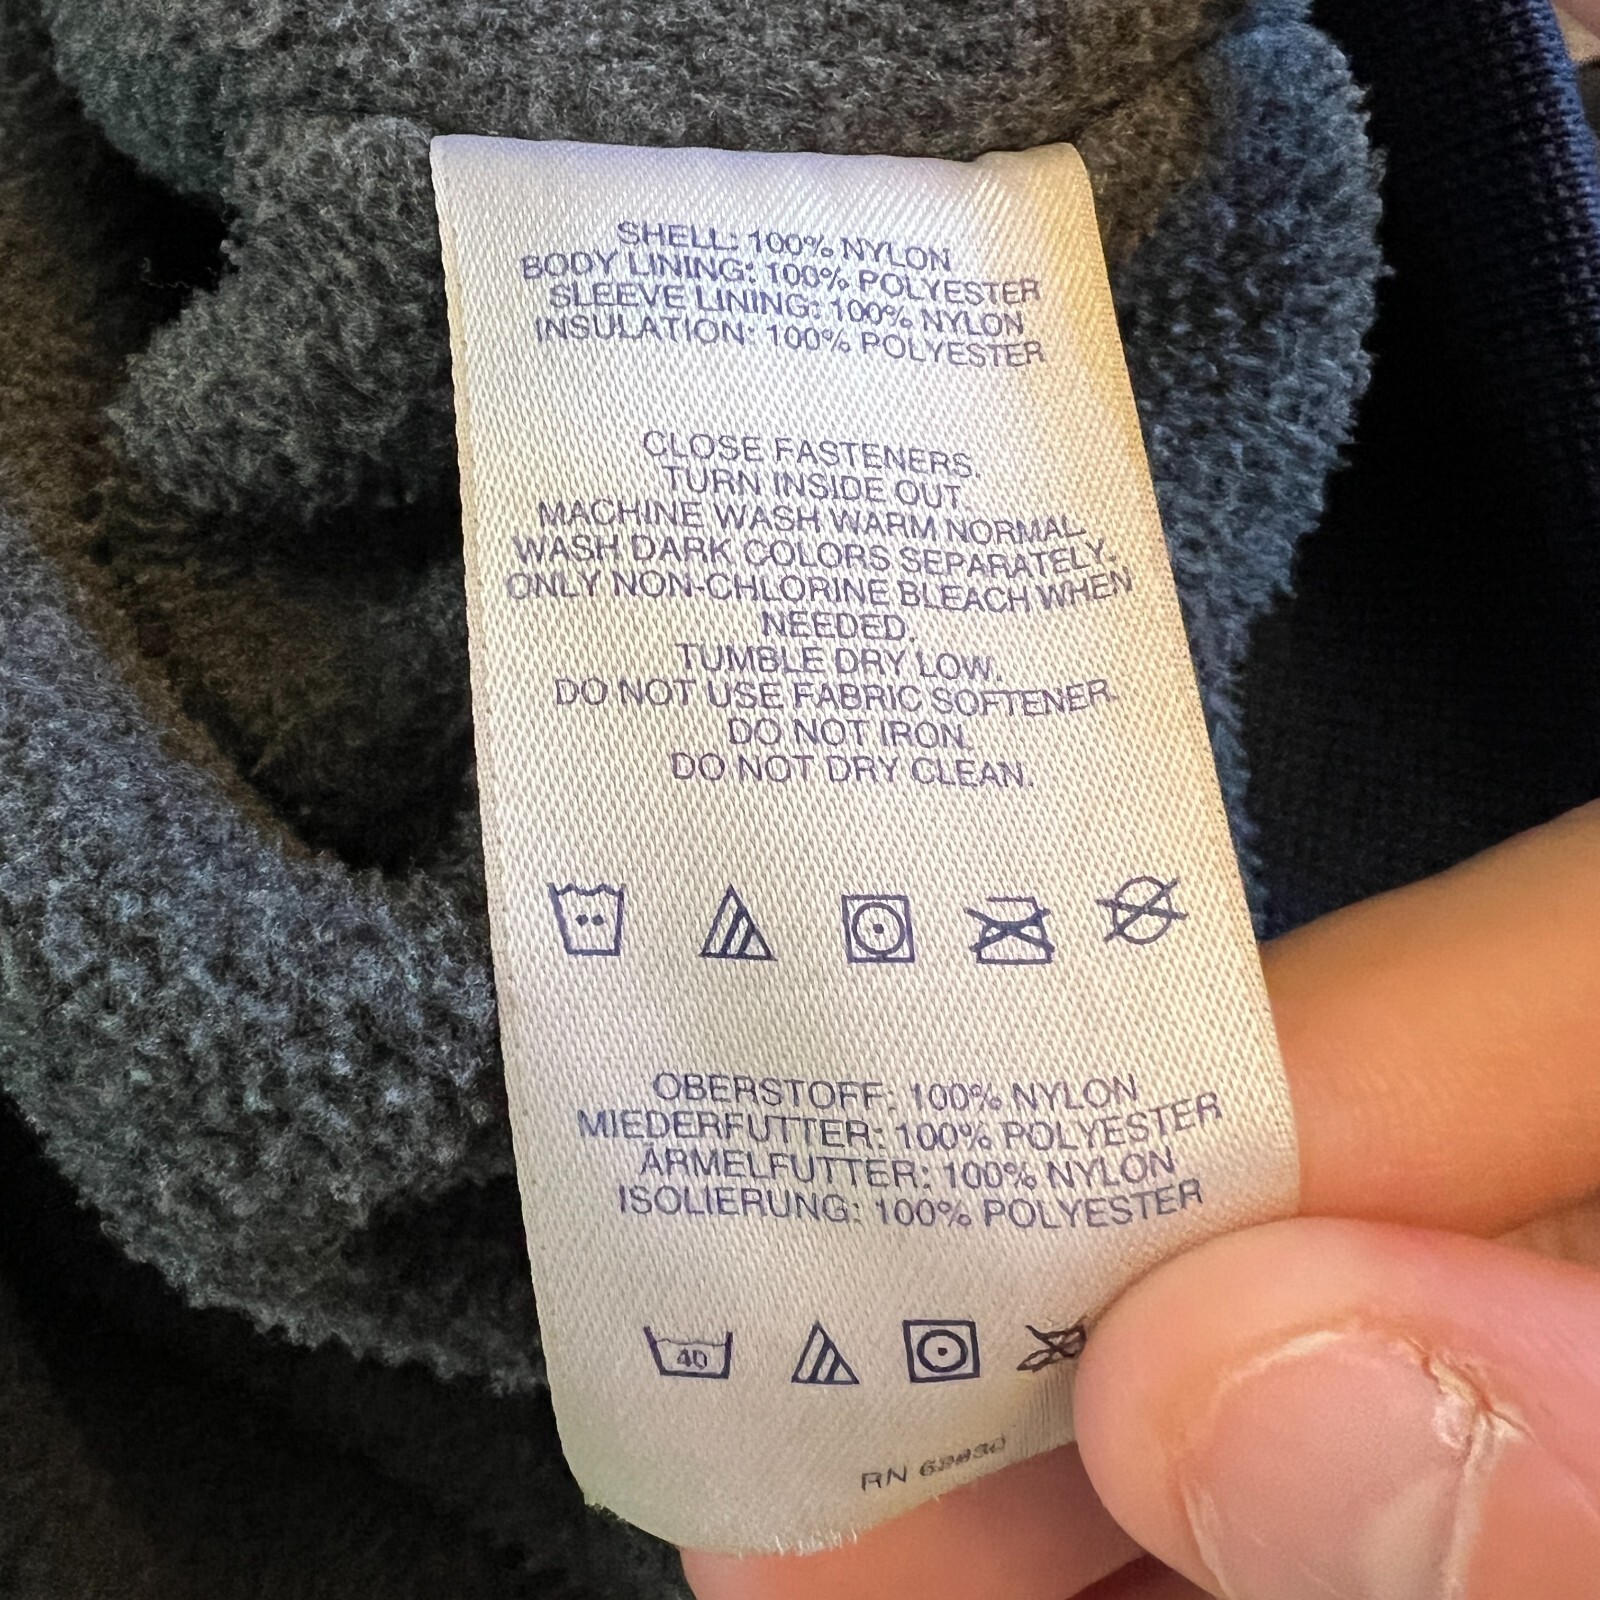 SHELL: 100% NYLON
BODY LINING: 100% POLYESTER
SLEEVE LINING: 100% NYLON
INSULATION: 100% POLYESTER
CLOSE FASTENERS.
TURN INSIDE OUT.
MACHINE WASH WARM NORMAL
WASH DARK COLORS SEPARATELY.
ONLY NON-CHLORINE BLEACH WHEN
NEEDED.
TUMBLE DRY LOW.
DO NOT USE FABRIC SOFTENER.
DO NOT IRON.
DO NOT DRY CLEAN.
OBERSTOFF: 100% NYLON
MIEDERFUTTER: 100% POLYESTER
ÄRMELFUTTER: 100% NYLON
ISOLIERUNG: 100% POLYESTER
40
RN